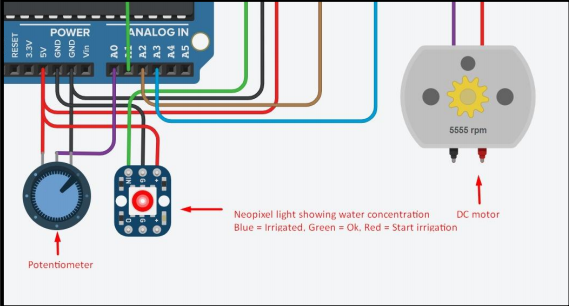 POWER
ANALOG IN
RESET
3.3V
5V
GND
GND
Vin
A0
A1
A2
A3
A4
A5
IN
G
+
O
G
+
5555 rpm
Neopixel light showing water concentration
Blue = Irrigated, Green = Ok, Red = Start irrigation
DC motor
Potentiometer